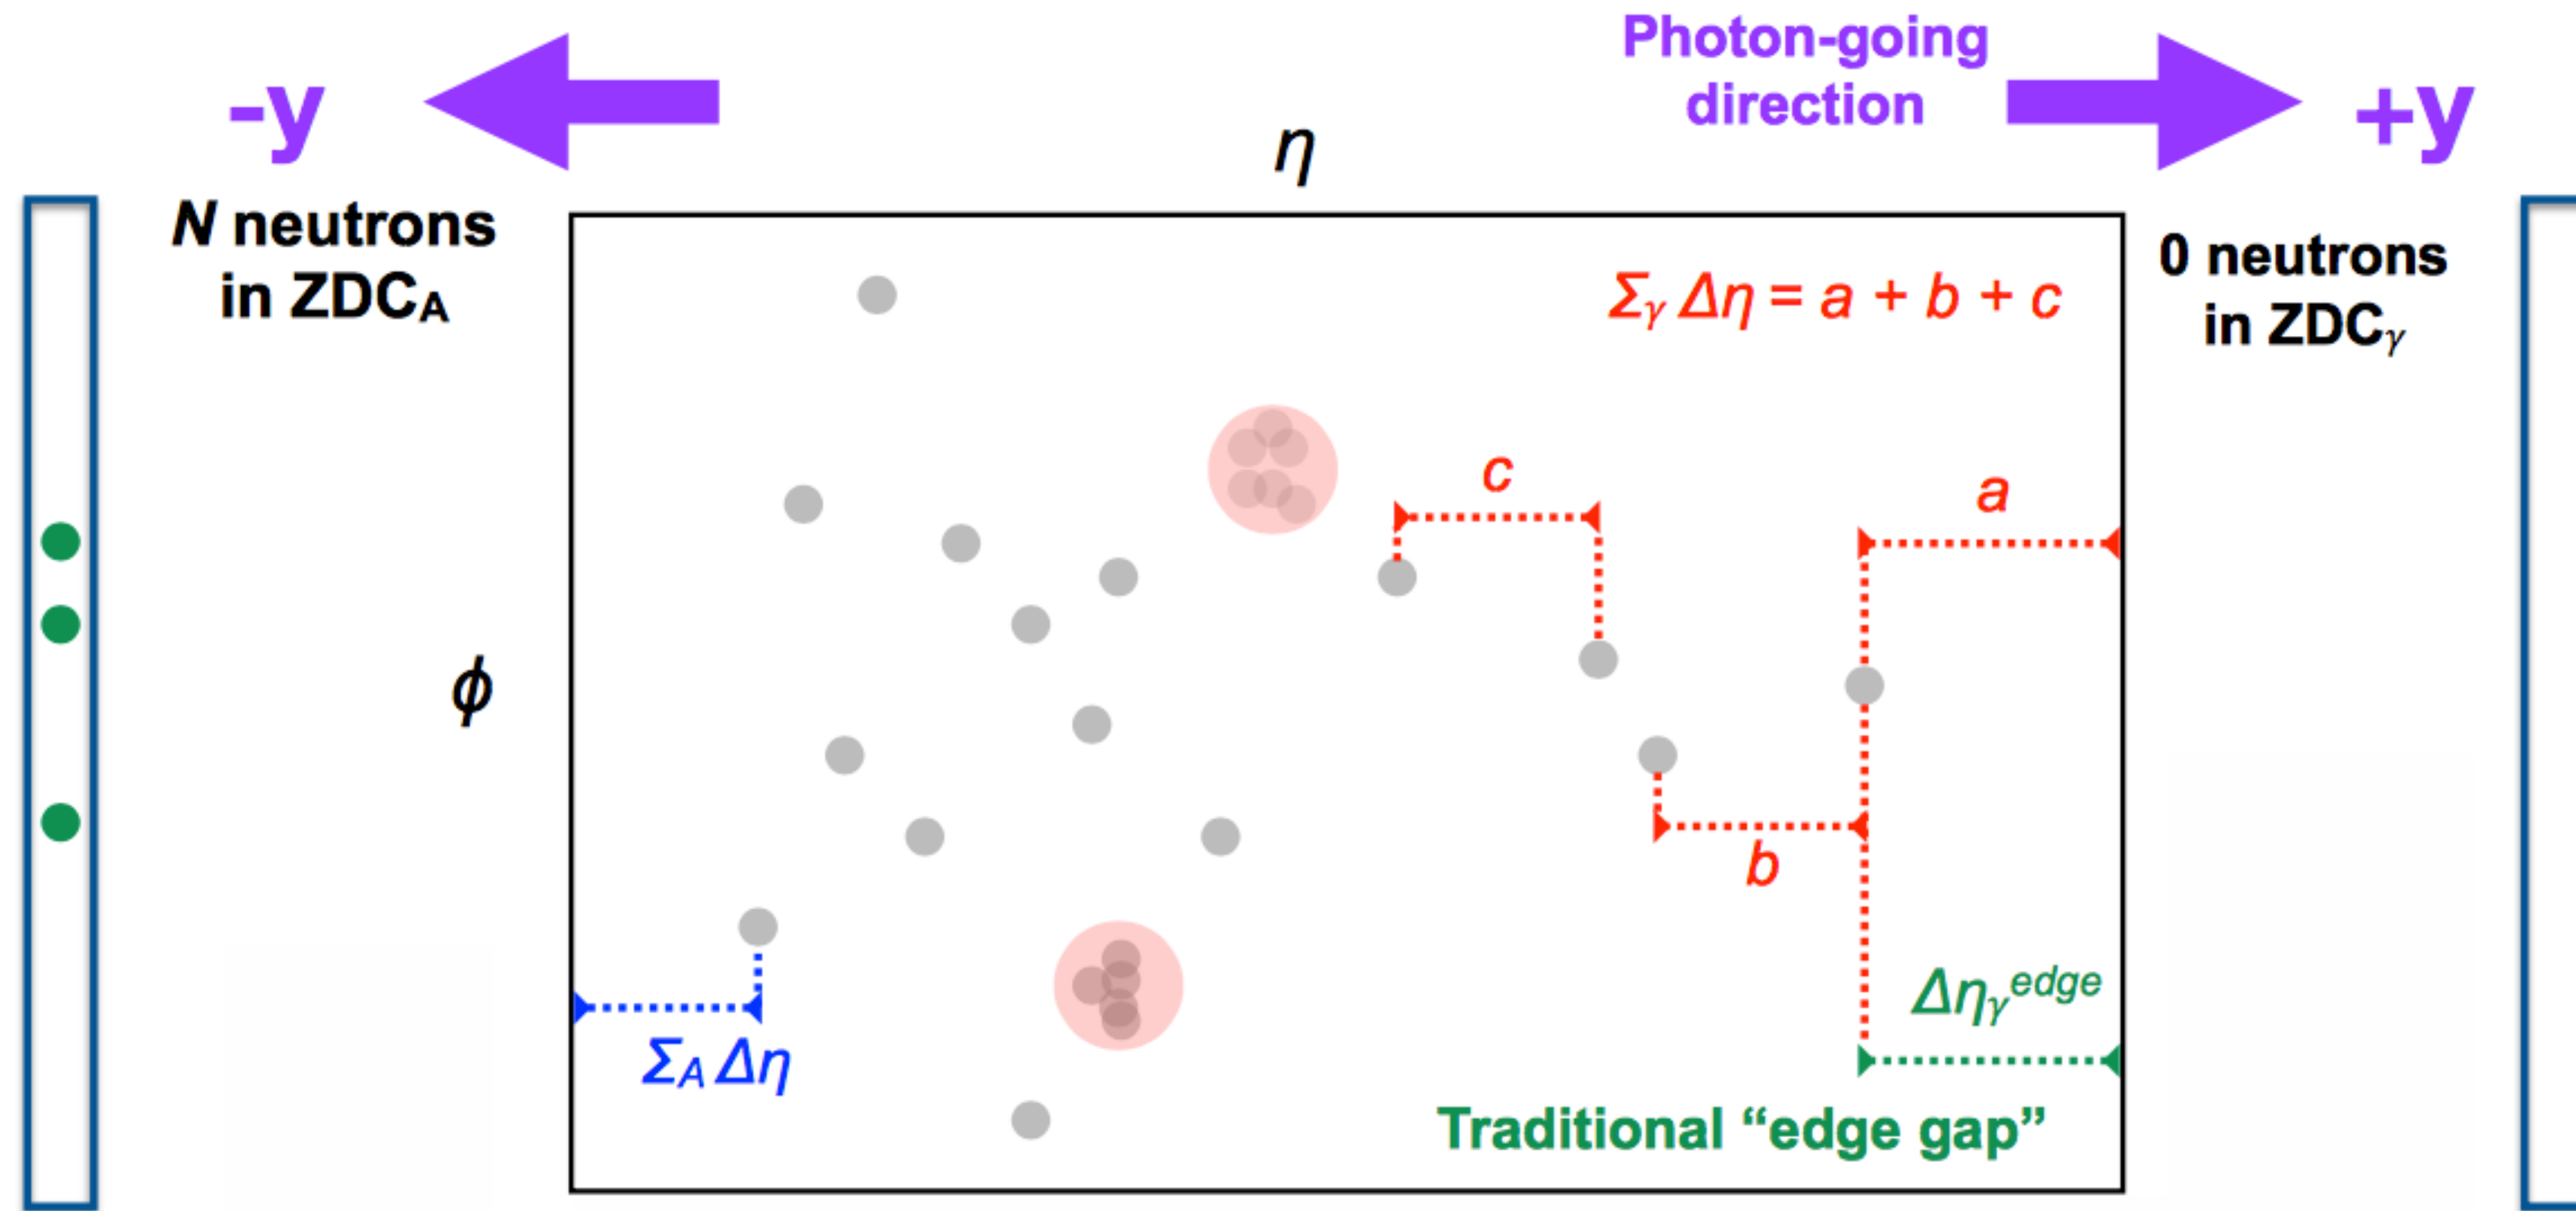 Photon-going
direction
-y
+y
η
N neutrons
in ZDCA
0 neutrons
in ZDCγ
Σγ Δη = a + b + c
c
a
ϕ
b
Δηγedge
ΣA Δη
Traditional “edge gap”